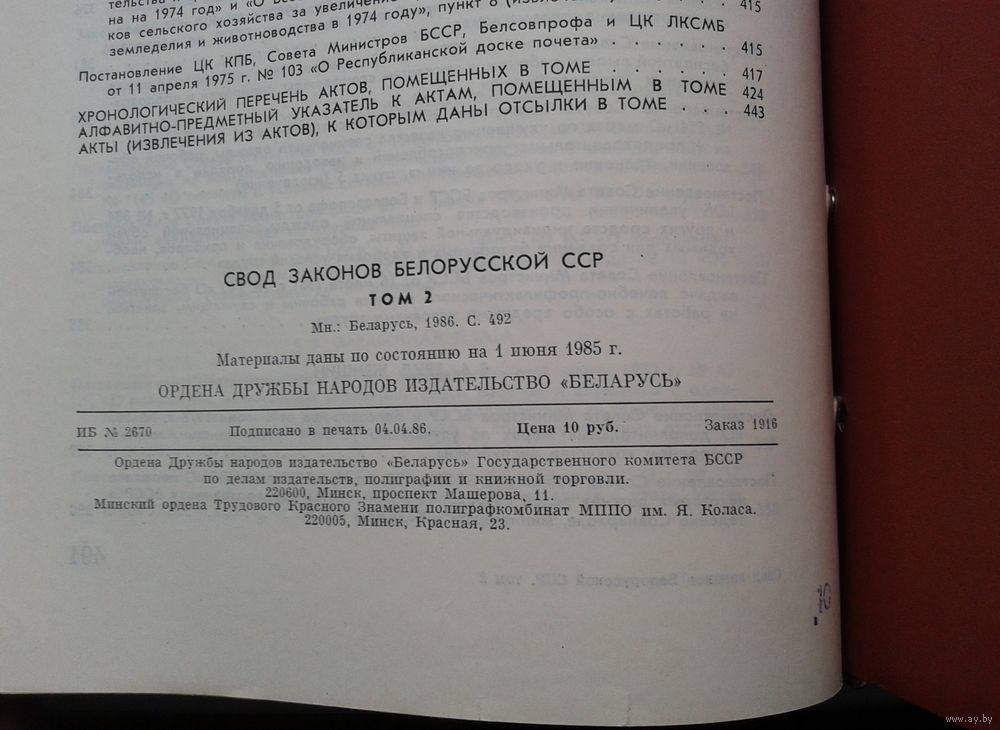 на на 1974 год» и «О
ков сельского хозяйства за увеличение
земледелия и животноводства в 1974 году», пункт 8 415
Постановление ЦК КПБ, Совета Министров БССР, Белсовпрофа и ЦК ЛКСМБ
от 11 апреля 1975 г. № 103 «О Республиканской доске почета» . . . . . . . 415
ХРОНОЛОГИЧЕСКИЙ ПЕРЕЧЕНЬ АКТОВ, ПОМЕЩЕННЫХ В ТОМЕ . . . . . . 417
АЛФАВИТНО-ПРЕДМЕТНЫЙ УКАЗАТЕЛЬ К АКТАМ, ПОМЕЩЕННЫМ В ТОМЕ 424
АКТЫ (ИЗВЛЕЧЕНИЯ ИЗ АКТОВ), К КОТОРЫМ ДАНЫ ОТСЫЛКИ В ТОМЕ . . . 443
СВОД ЗАКОНОВ БЕЛОРУССКОЙ ССР
ТОМ 2
Мн.: Беларусь, 1986. С. 492
Материалы даны по состоянию на 1 июня 1985 г.
ОРДЕНА ДРУЖБЫ НАРОДОВ ИЗДАТЕЛЬСТВО «БЕЛАРУСЬ»
ИБ № 2670 Подписано в печать 04.04.86. Цена 10 руб. Заказ 1916
Ордена Дружбы народов издательство «Беларусь» Государственного комитета БССР
по делам издательств, полиграфии и книжной торговли.
220600, Минск, проспект Машерова, 11.
Минский ордена Трудового Красного Знамени полиграфкомбинат МППО им. Я. Коласа.
220005, Минск, Красная, 23.
www.ay.by